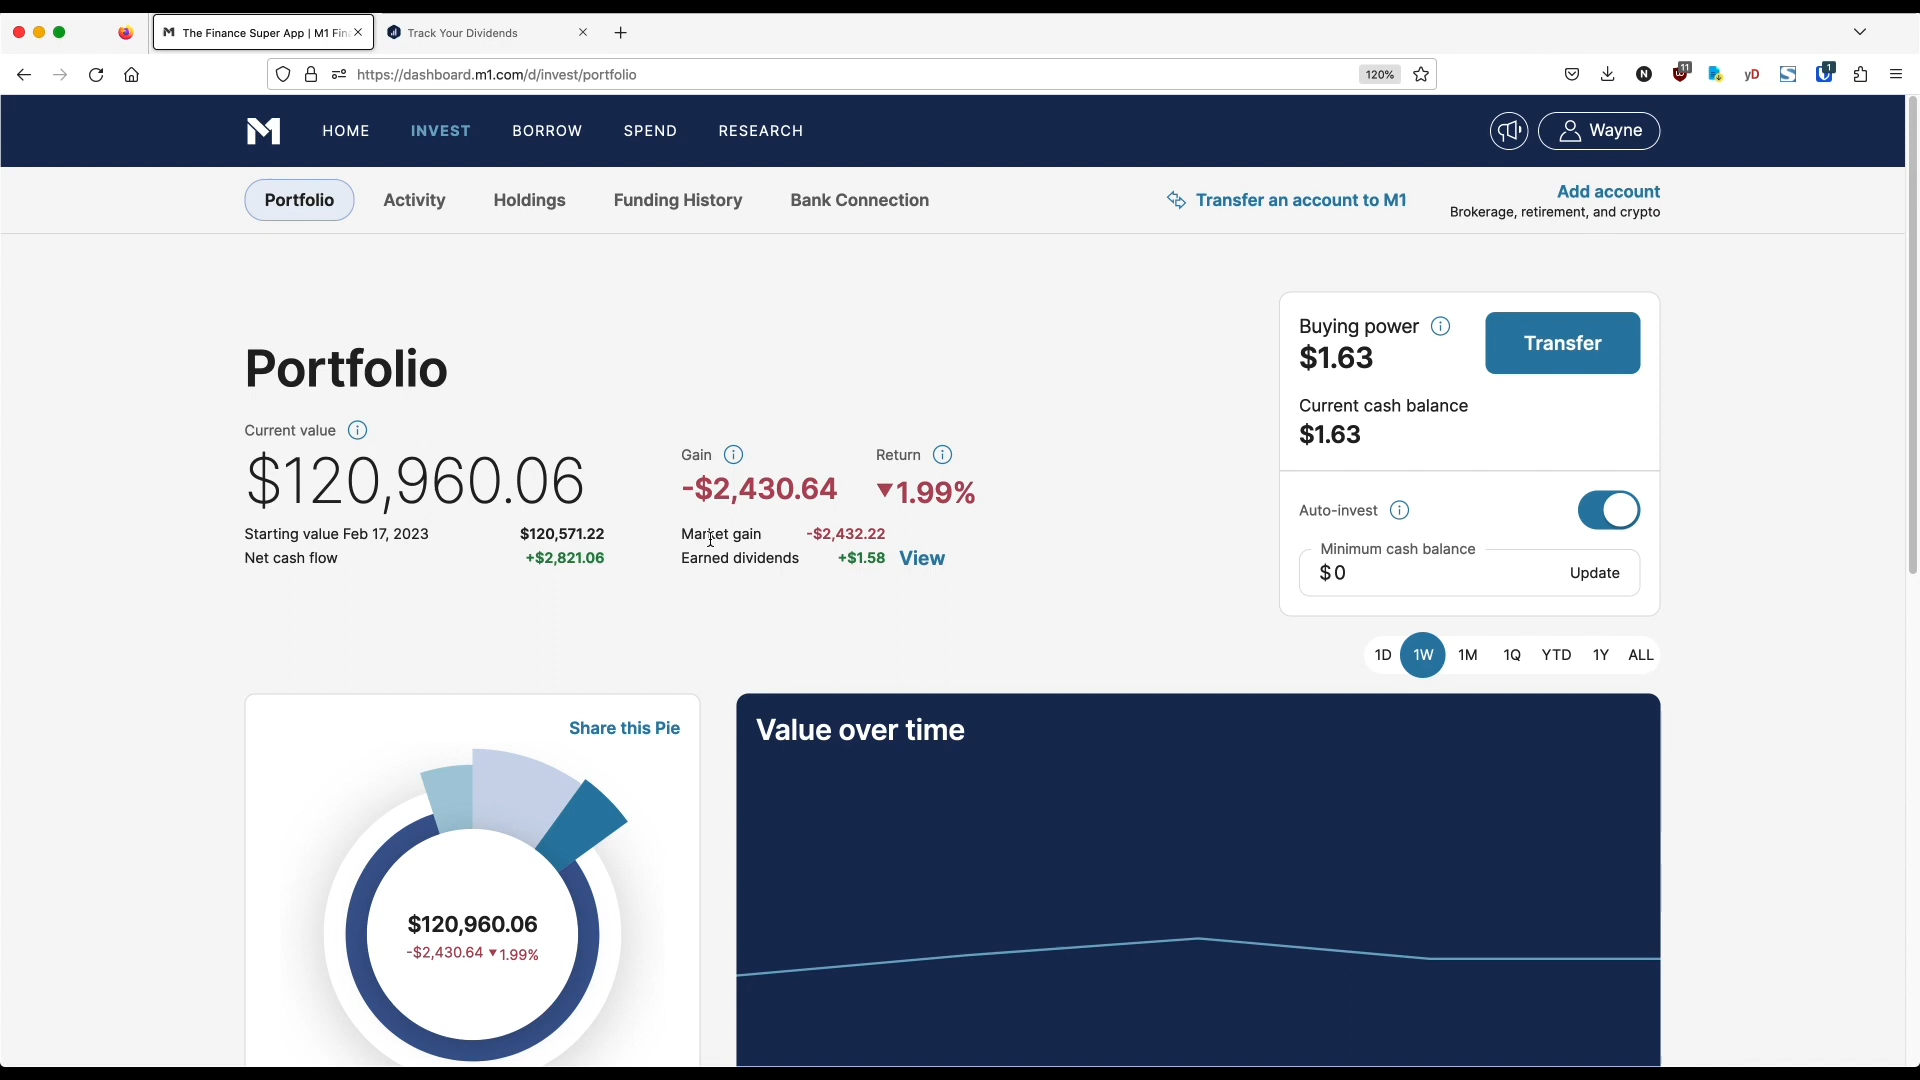 The Finance Super App | M1 Fin
Track Your Dividends
https://dashboard.m1.com/d/invest/portfolio
120%
N
11
yD
1
HOME
INVEST
BORROW
SPEND
RESEARCH
Wayne
Portfolio
Activity
Holdings
Funding History
Bank Connection
Transfer an account to M1
Add account
Brokerage, retirement, and crypto
Portfolio
Current value
$120,960.06
Starting value Feb 17, 2023 $120,571.22
Net cash flow +$2,821.06
Gain
-$2,430.64
Return
▼1.99%
Market gain -$2,432.22
Earned dividends +$1.58 View
Buying power
$1.63
Transfer
Current cash balance
$1.63
Auto-invest
Minimum cash balance
$0
Update
1D 1W 1M 1Q YTD 1Y ALL
Share this Pie
$120,960.06
-$2,430.64 ▼1.99%
Value over time